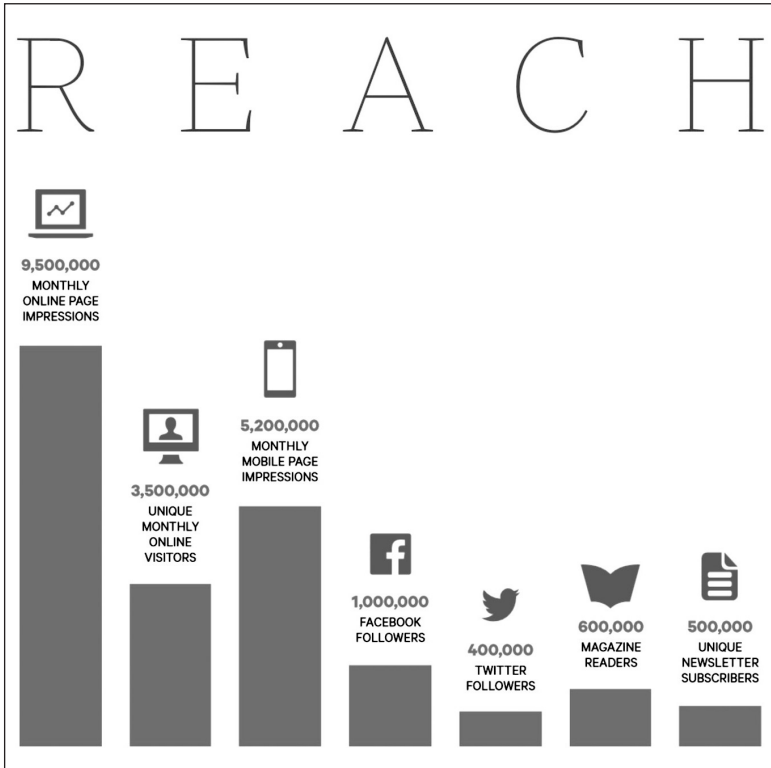 REACH
9,500,000
MONTHLY
ONLINE PAGE
IMPRESSIONS
3,500,000
UNIQUE
MONTHLY
ONLINE
VISITORS
5,200,000
MONTHLY
MOBILE PAGE
IMPRESSIONS
1,000,000
FACEBOOK
FOLLOWERS
400,000
TWITTER
FOLLOWERS
600,000
MAGAZINE
READERS
500,000
UNIQUE
NEWSLETTER
SUBSCRIBERS